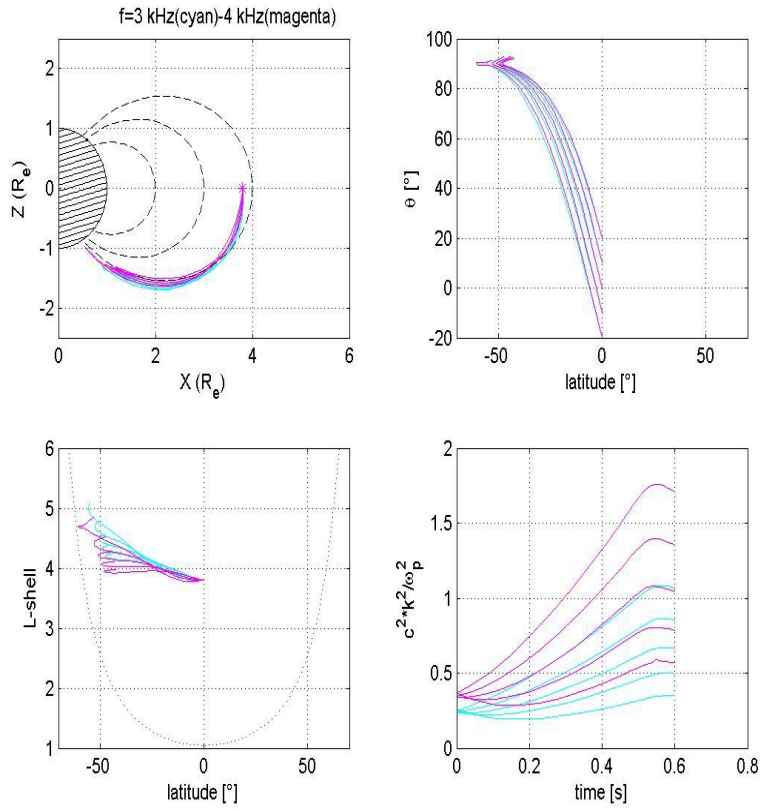 f=3 kHz(cyan)-4 kHz(magenta)
2
1
0
-1
-2
Z (Re)
0 2 4 6
X (Re)
100
80
60
40
20
0
-20
θ [°]
-50 0 50
latitude [°]
6
5
4
3
2
1
L-shell
-50 0 50
latitude [°]
2
1.5
1
0.5
0
c²*k²/ωp²
0 0.2 0.4 0.6 0.8
time [s]